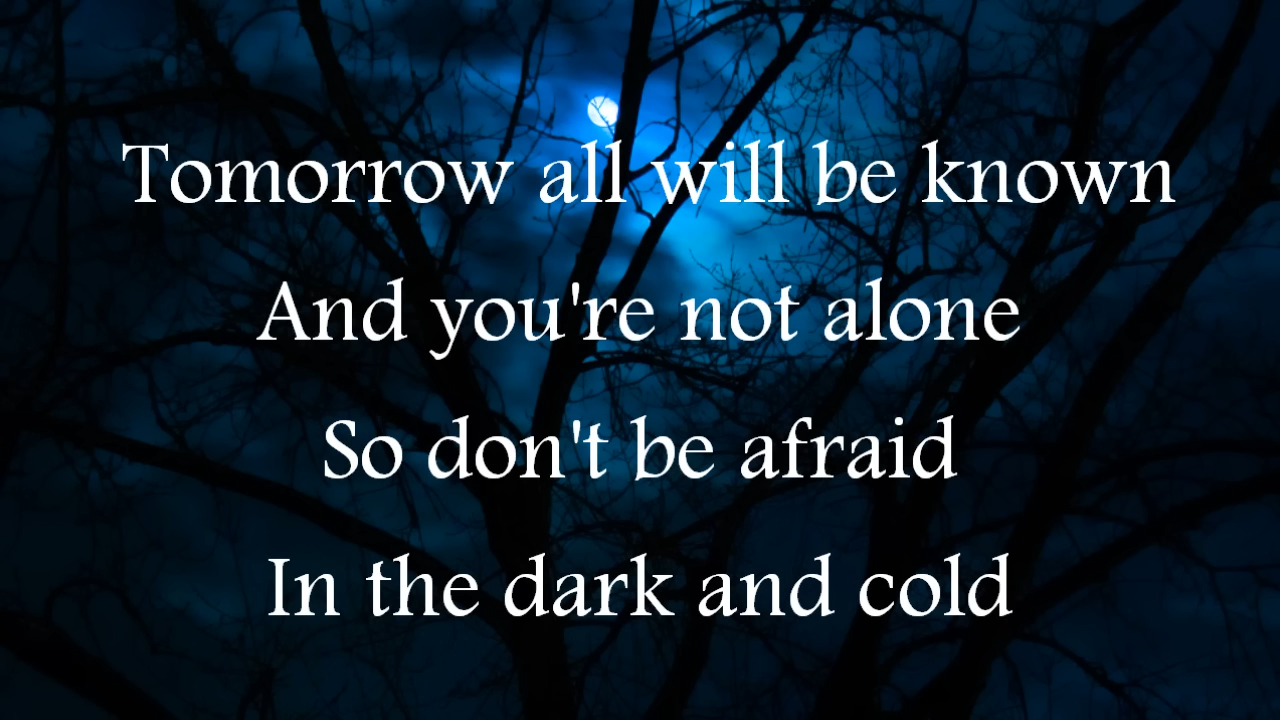 Tomorrow all will be known
And you're not alone
So don't be afraid
In the dark and cold